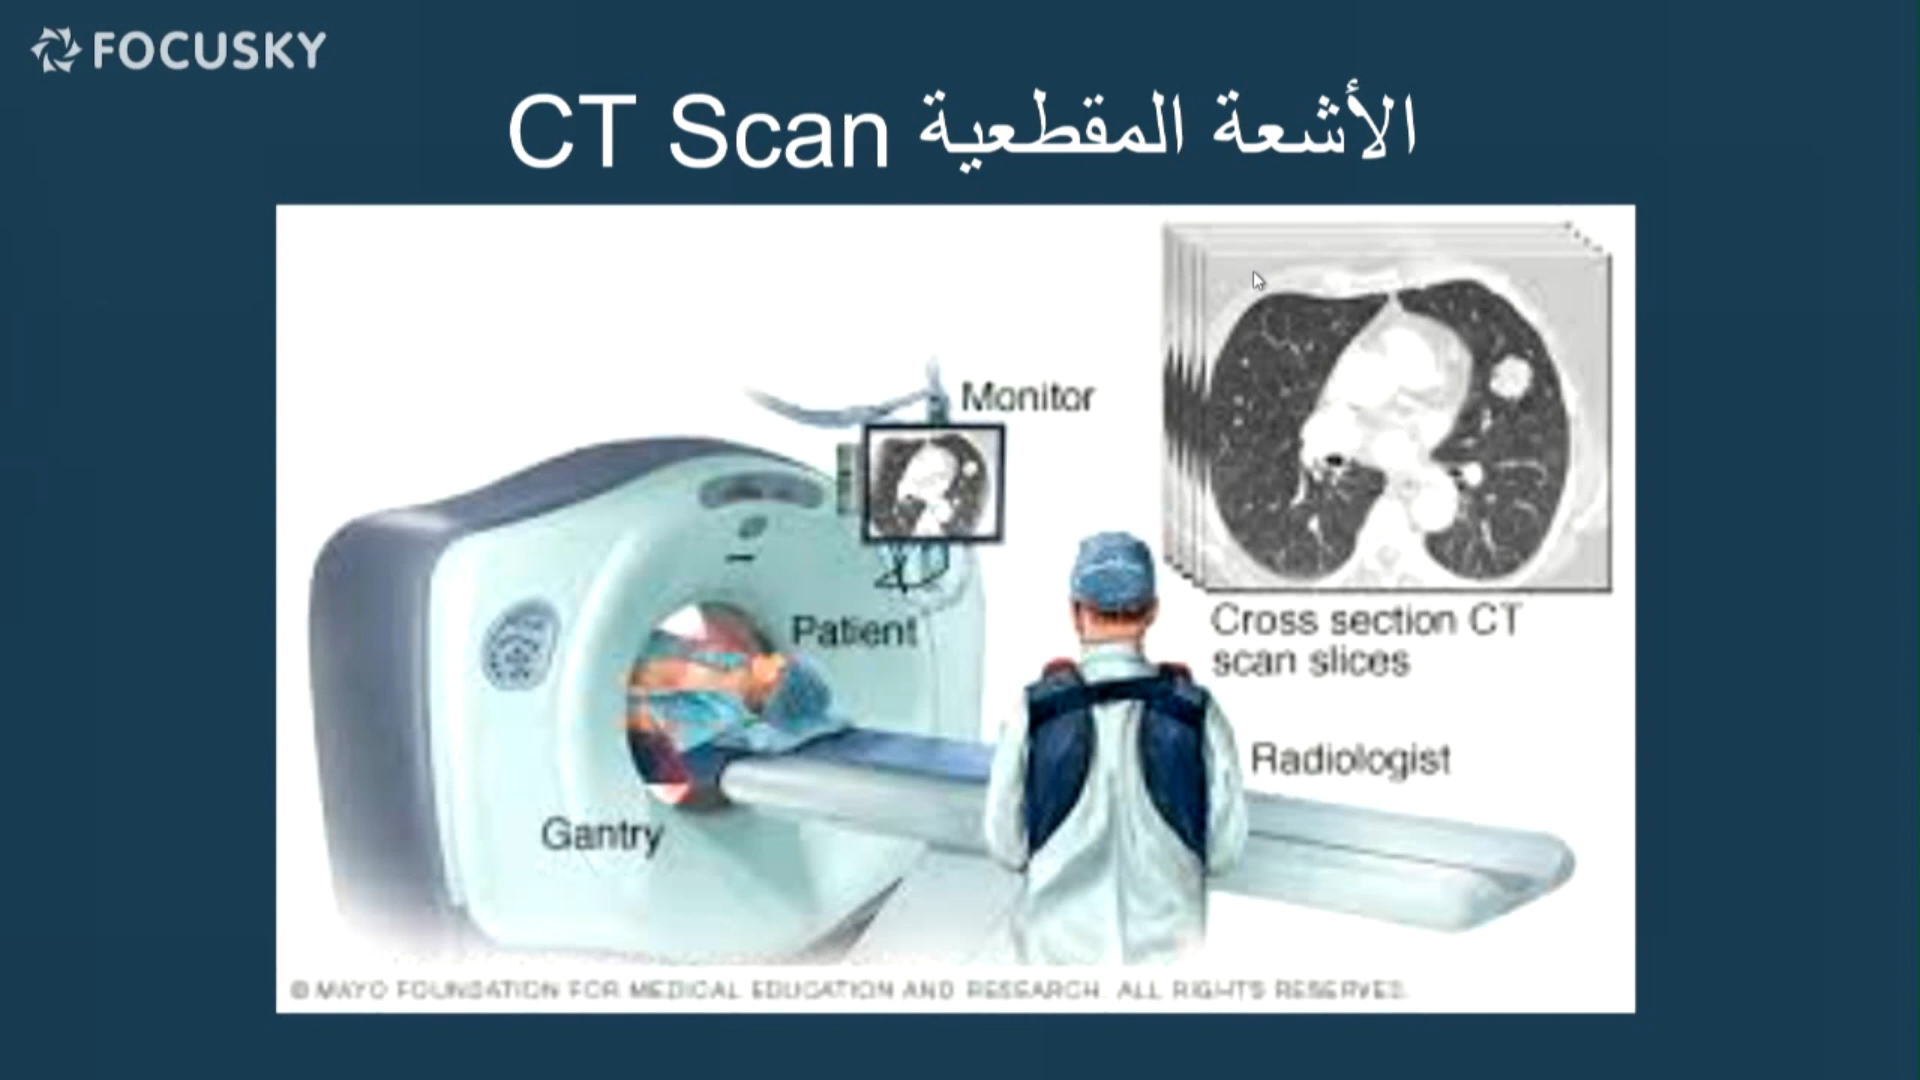 FOCUSKY
الأشعة المقطعية CT Scan
Monitor
Patient
Cross section CT
scan slices
Radiologist
Gantry
© MAYO FOUNDATION FOR MEDICAL EDUCATION AND RESEARCH. ALL RIGHTS RESERVED.